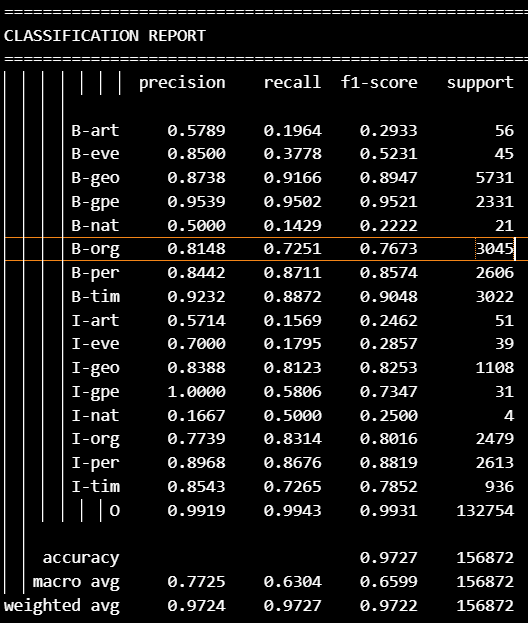 ============================================================
CLASSIFICATION REPORT
============================================================
precision recall f1-score support
B-art 0.5789 0.1964 0.2933 56
B-eve 0.8500 0.3778 0.5231 45
B-geo 0.8738 0.9166 0.8947 5731
B-gpe 0.9539 0.9502 0.9521 2331
B-nat 0.5000 0.1429 0.2222 21
B-org 0.8148 0.7251 0.7673 3045
B-per 0.8442 0.8711 0.8574 2606
B-tim 0.9232 0.8872 0.9048 3022
I-art 0.5714 0.1569 0.2462 51
I-eve 0.7000 0.1795 0.2857 39
I-geo 0.8388 0.8123 0.8253 1108
I-gpe 1.0000 0.5806 0.7347 31
I-nat 0.1667 0.5000 0.2500 4
I-org 0.7739 0.8314 0.8016 2479
I-per 0.8968 0.8676 0.8819 2613
I-tim 0.8543 0.7265 0.7852 936
O 0.9919 0.9943 0.9931 132754
accuracy 0.9727 156872
macro avg 0.7725 0.6304 0.6599 156872
weighted avg 0.9724 0.9727 0.9722 156872